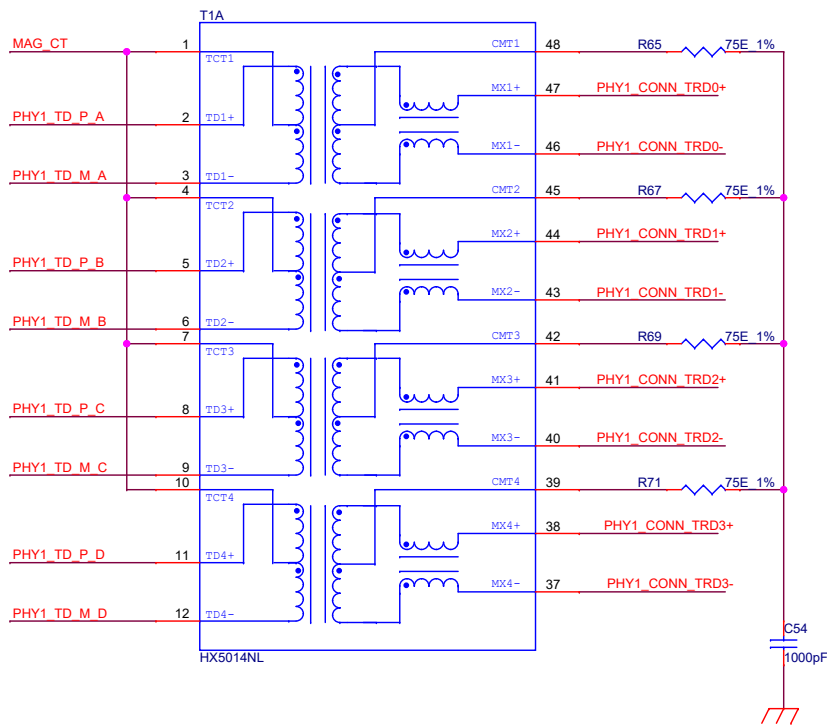 T1A
MAG_CT 1 TCT1 CMT1 48 R65 75E_1%
MX1+ 47 PHY1_CONN_TRD0+
PHY1_TD_P_A 2 TD1+
MX1- 46 PHY1_CONN_TRD0-
PHY1_TD_M_A 3 TD1-
4 TCT2 CMT2 45 R67 75E_1%
MX2+ 44 PHY1_CONN_TRD1+
PHY1_TD_P_B 5 TD2+
MX2- 43 PHY1_CONN_TRD1-
PHY1_TD_M_B 6 TD2-
7 TCT3 CMT3 42 R69 75E_1%
MX3+ 41 PHY1_CONN_TRD2+
PHY1_TD_P_C 8 TD3+
MX3- 40 PHY1_CONN_TRD2-
PHY1_TD_M_C 9 TD3-
10 TCT4 CMT4 39 R71 75E_1%
MX4+ 38 PHY1_CONN_TRD3+
PHY1_TD_P_D 11 TD4+
MX4- 37 PHY1_CONN_TRD3-
PHY1_TD_M_D 12 TD4-
C54
HX5014NL 1000pF